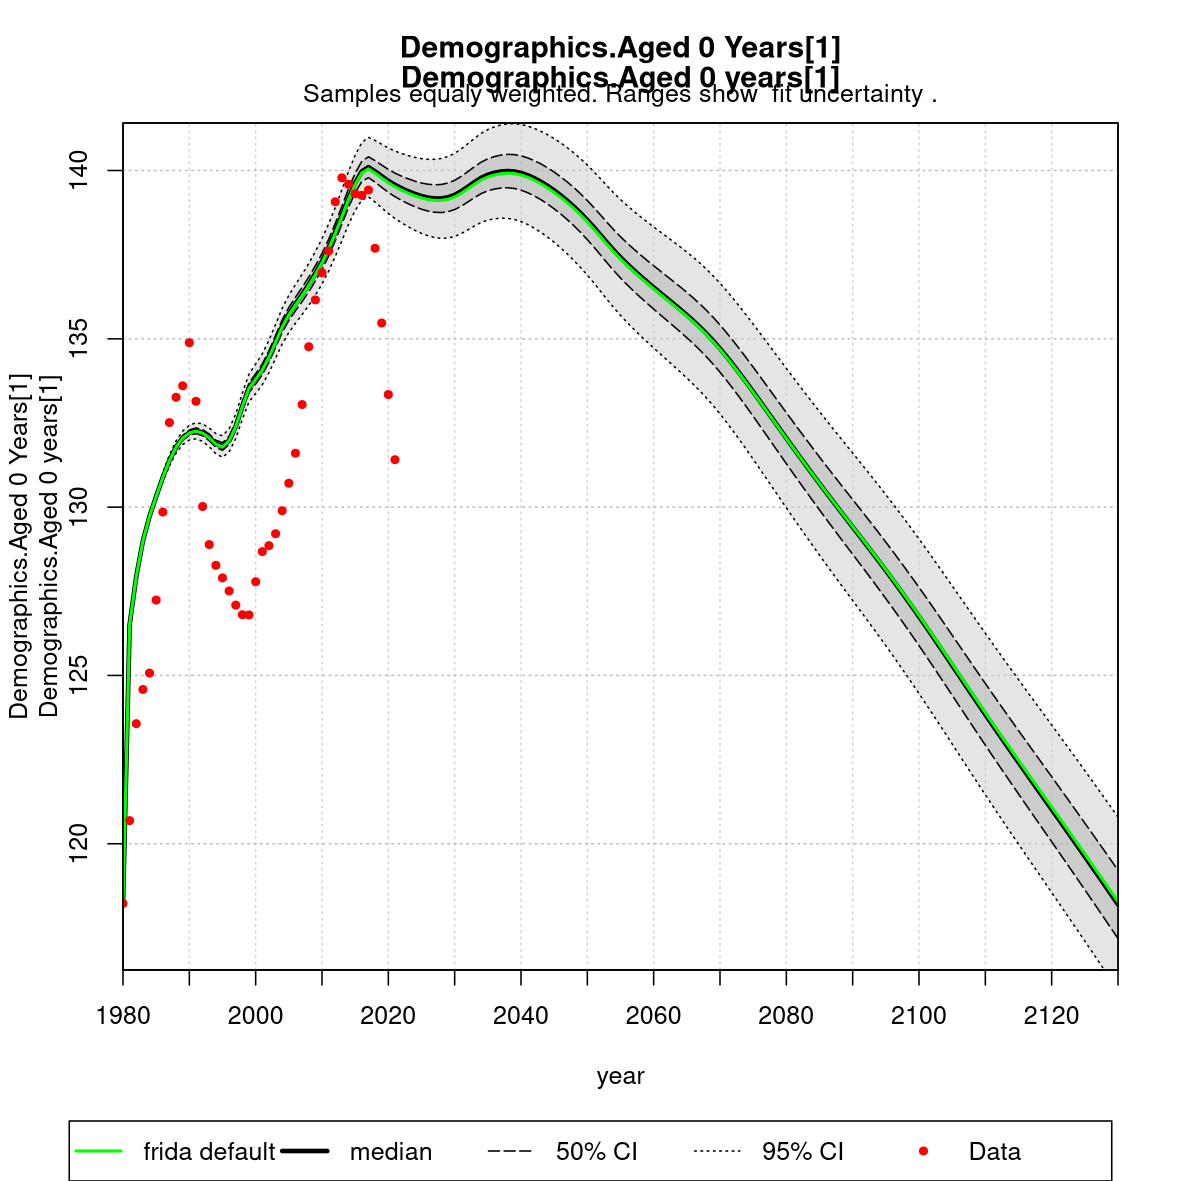 Demographics.Aged 0 Years[1]
Demographics.Aged 0 years[1]
Samples equaly weighted. Ranges show fit uncertainty .
Demographics.Aged 0 Years[1]
Demographics.Aged 0 years[1]
140
135
130
125
120
1980 2000 2020 2040 2060 2080 2100 2120
year
frida default median 50% CI 95% CI Data